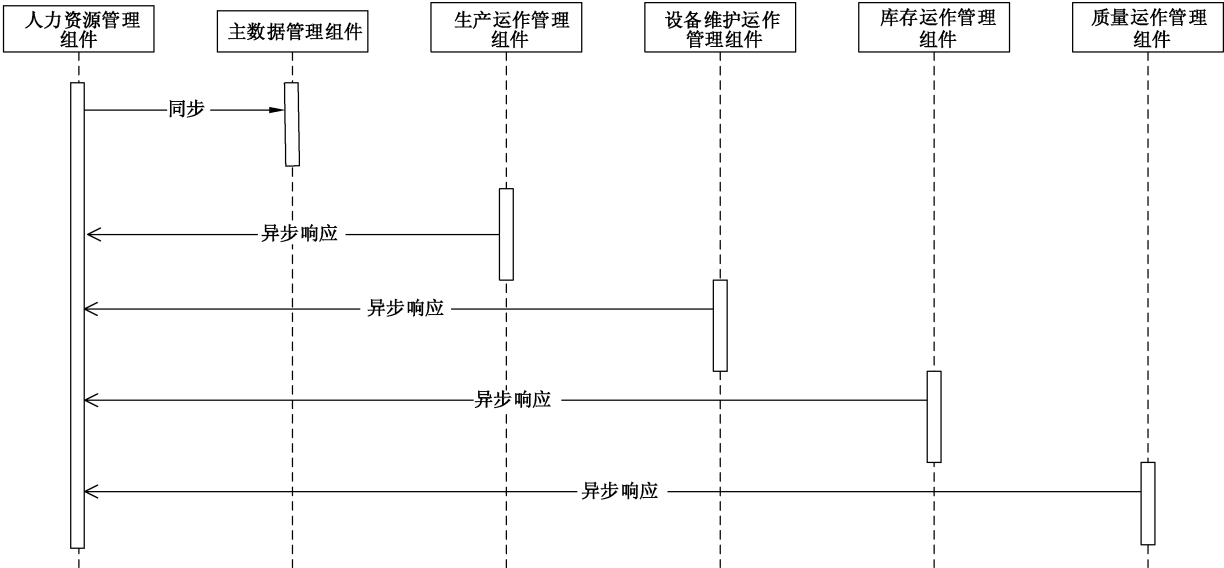 人力资源管理
组件
主数据管理组件
生产运作管理
组件
设备维护运作
管理组件
库存运作管理
组件
质量运作管理
组件
同步
异步响应
异步响应
异步响应
异步响应